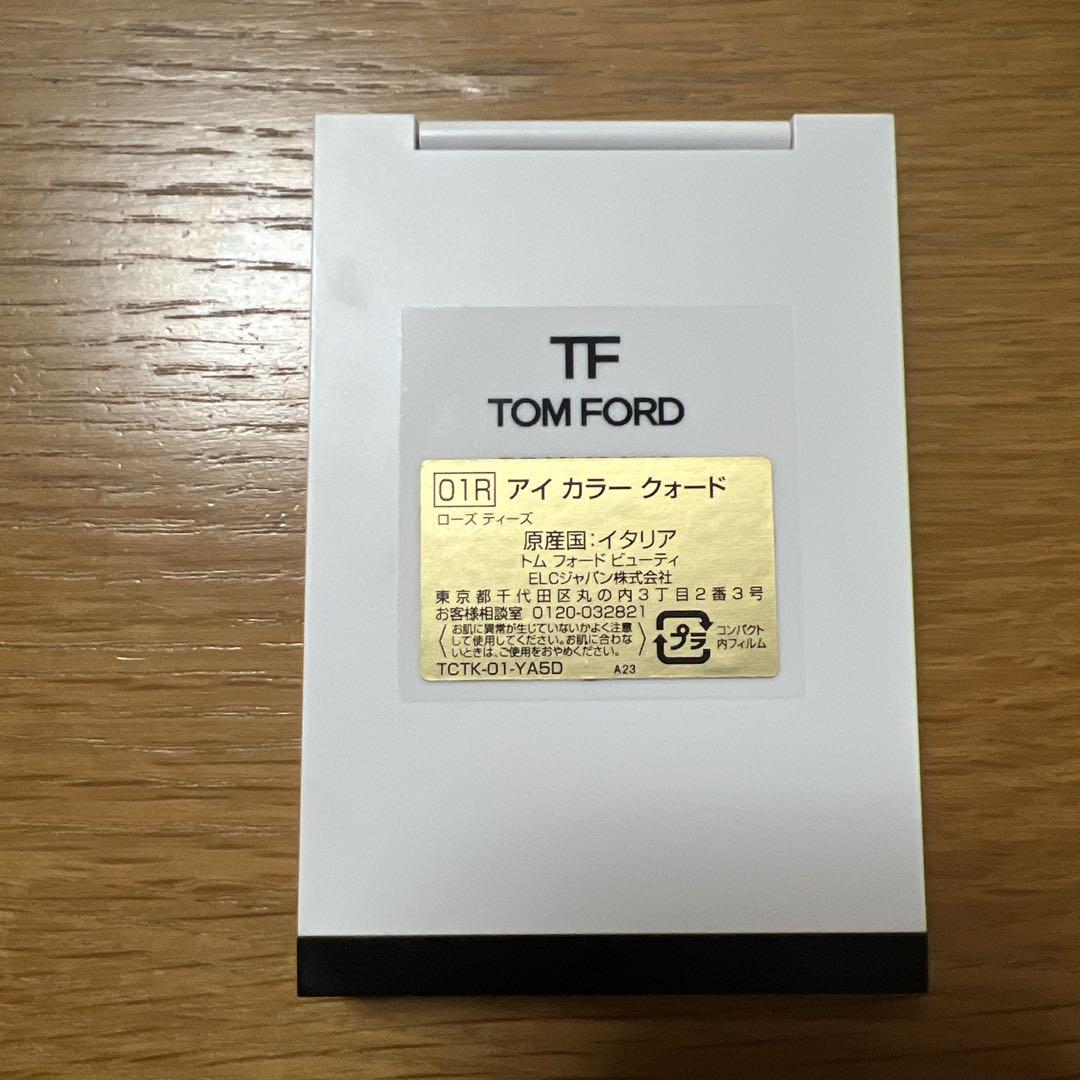 TF
TOM FORD
01R アイ カラー クォード
ローズ ティーズ
原産国:イタリア
トム フォード ビューティ
ELCジャパン株式会社
東京都千代田区丸の内3丁目2番3号
お客様相談室 0120-032821
お肌に異常が生じていないかよく注意
して使用してください。お肌に合わな
いときは、ご使用をおやめください。
プラ
コンパクト
内フィルム
TCTK-01-YA5D A23